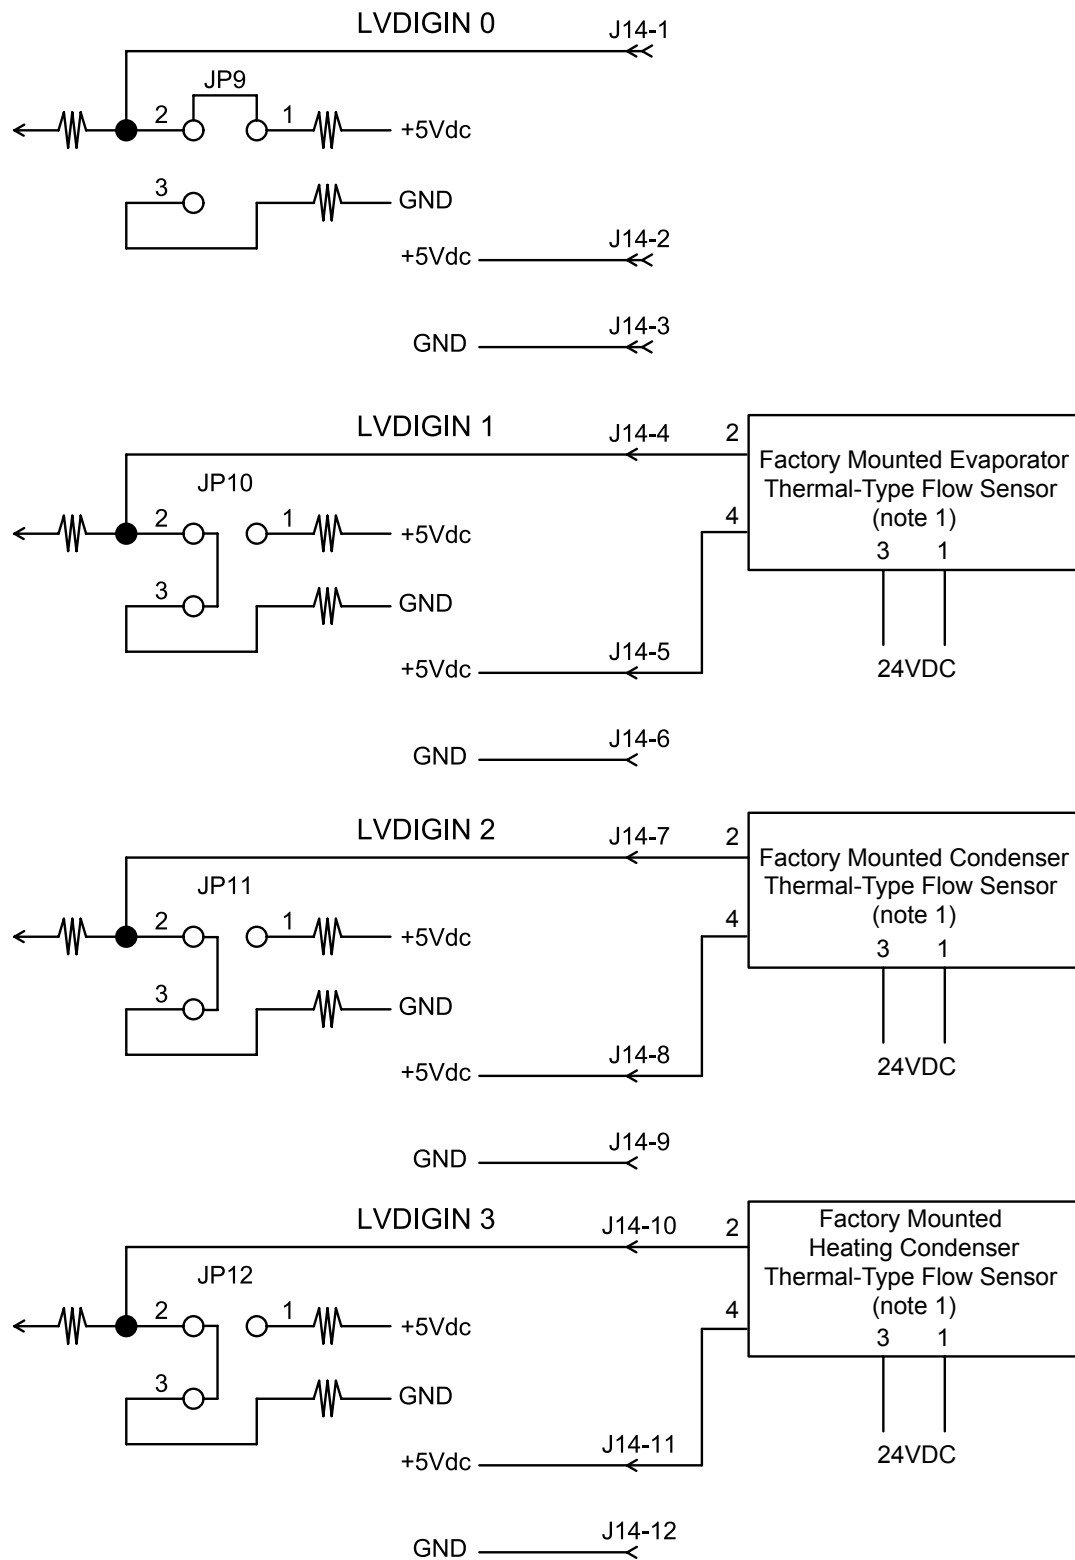 LVDIGIN 0
J14-1
JP9
2 1
+5Vdc
3
GND
J14-2
+5Vdc
J14-3
GND
LVDIGIN 1
J14-4 2
Factory Mounted Evaporator
Thermal-Type Flow Sensor
(note 1)
3 1
JP10
2 1
+5Vdc
4
3
GND
J14-5
+5Vdc
24VDC
J14-6
GND
LVDIGIN 2
J14-7 2
Factory Mounted Condenser
Thermal-Type Flow Sensor
(note 1)
3 1
JP11
2 1
+5Vdc
4
3
GND
J14-8
+5Vdc
24VDC
J14-9
GND
LVDIGIN 3
J14-10 2
Factory Mounted
Heating Condenser
Thermal-Type Flow Sensor
(note 1)
3 1
JP12
2 1
+5Vdc
4
3
GND
J14-11
+5Vdc
24VDC
J14-12
GND